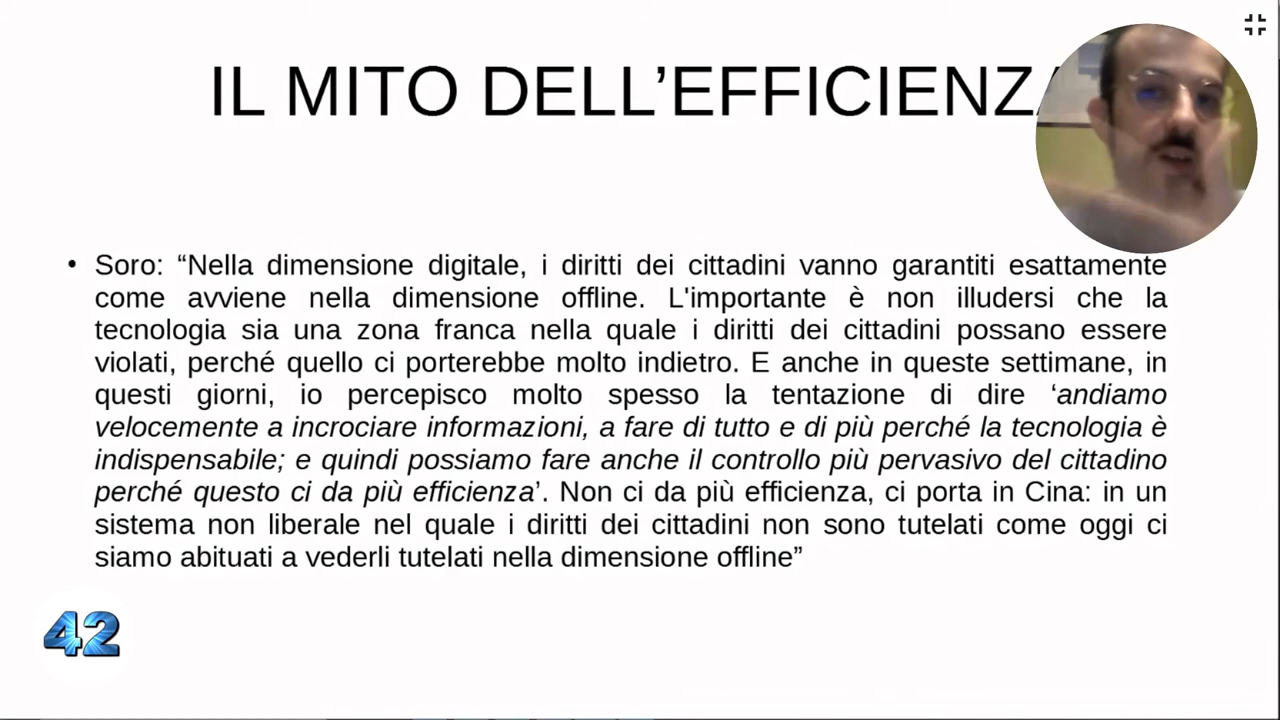 IL MITO DELL’EFFICIENZA
• Soro: “Nella dimensione digitale, i diritti dei cittadini vanno garantiti esattamente
come avviene nella dimensione offline. L'importante è non illudersi che la
tecnologia sia una zona franca nella quale i diritti dei cittadini possano essere
violati, perché quello ci porterebbe molto indietro. E anche in queste settimane, in
questi giorni, io percepisco molto spesso la tentazione di dire ‘andiamo
velocemente a incrociare informazioni, a fare di tutto e di più perché la tecnologia è
indispensabile; e quindi possiamo fare anche il controllo più pervasivo del cittadino
perché questo ci da più efficienza’. Non ci da più efficienza, ci porta in Cina: in un
sistema non liberale nel quale i diritti dei cittadini non sono tutelati come oggi ci
siamo abituati a vederli tutelati nella dimensione offline”
42